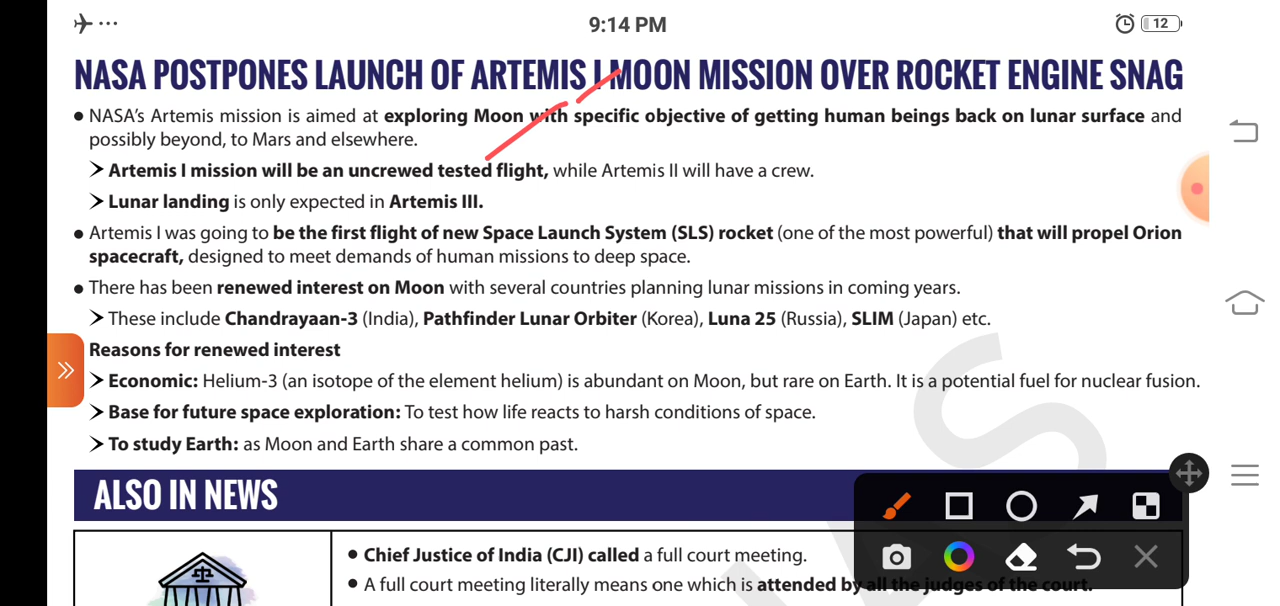 9:14 PM
12
NASA POSTPONES LAUNCH OF ARTEMIS I MOON MISSION OVER ROCKET ENGINE SNAG
● NASA's Artemis mission is aimed at exploring Moon with specific objective of getting human beings back on lunar surface and
possibly beyond, to Mars and elsewhere.
➤ Artemis I mission will be an uncrewed tested flight, while Artemis II will have a crew.
➤ Lunar landing is only expected in Artemis III.
● Artemis I was going to be the first flight of new Space Launch System (SLS) rocket (one of the most powerful) that will propel Orion
spacecraft, designed to meet demands of human missions to deep space.
● There has been renewed interest on Moon with several countries planning lunar missions in coming years.
➤ These include Chandrayaan-3 (India), Pathfinder Lunar Orbiter (Korea), Luna 25 (Russia), SLIM (Japan) etc.
Reasons for renewed interest
➤ Economic: Helium-3 (an isotope of the element helium) is abundant on Moon, but rare on Earth. It is a potential fuel for nuclear fusion.
➤ Base for future space exploration: To test how life reacts to harsh conditions of space.
➤ To study Earth: as Moon and Earth share a common past.
ALSO IN NEWS
● Chief Justice of India (CJI) called a full court meeting.
● A full court meeting literally means one which is attended by all the judges of the court.